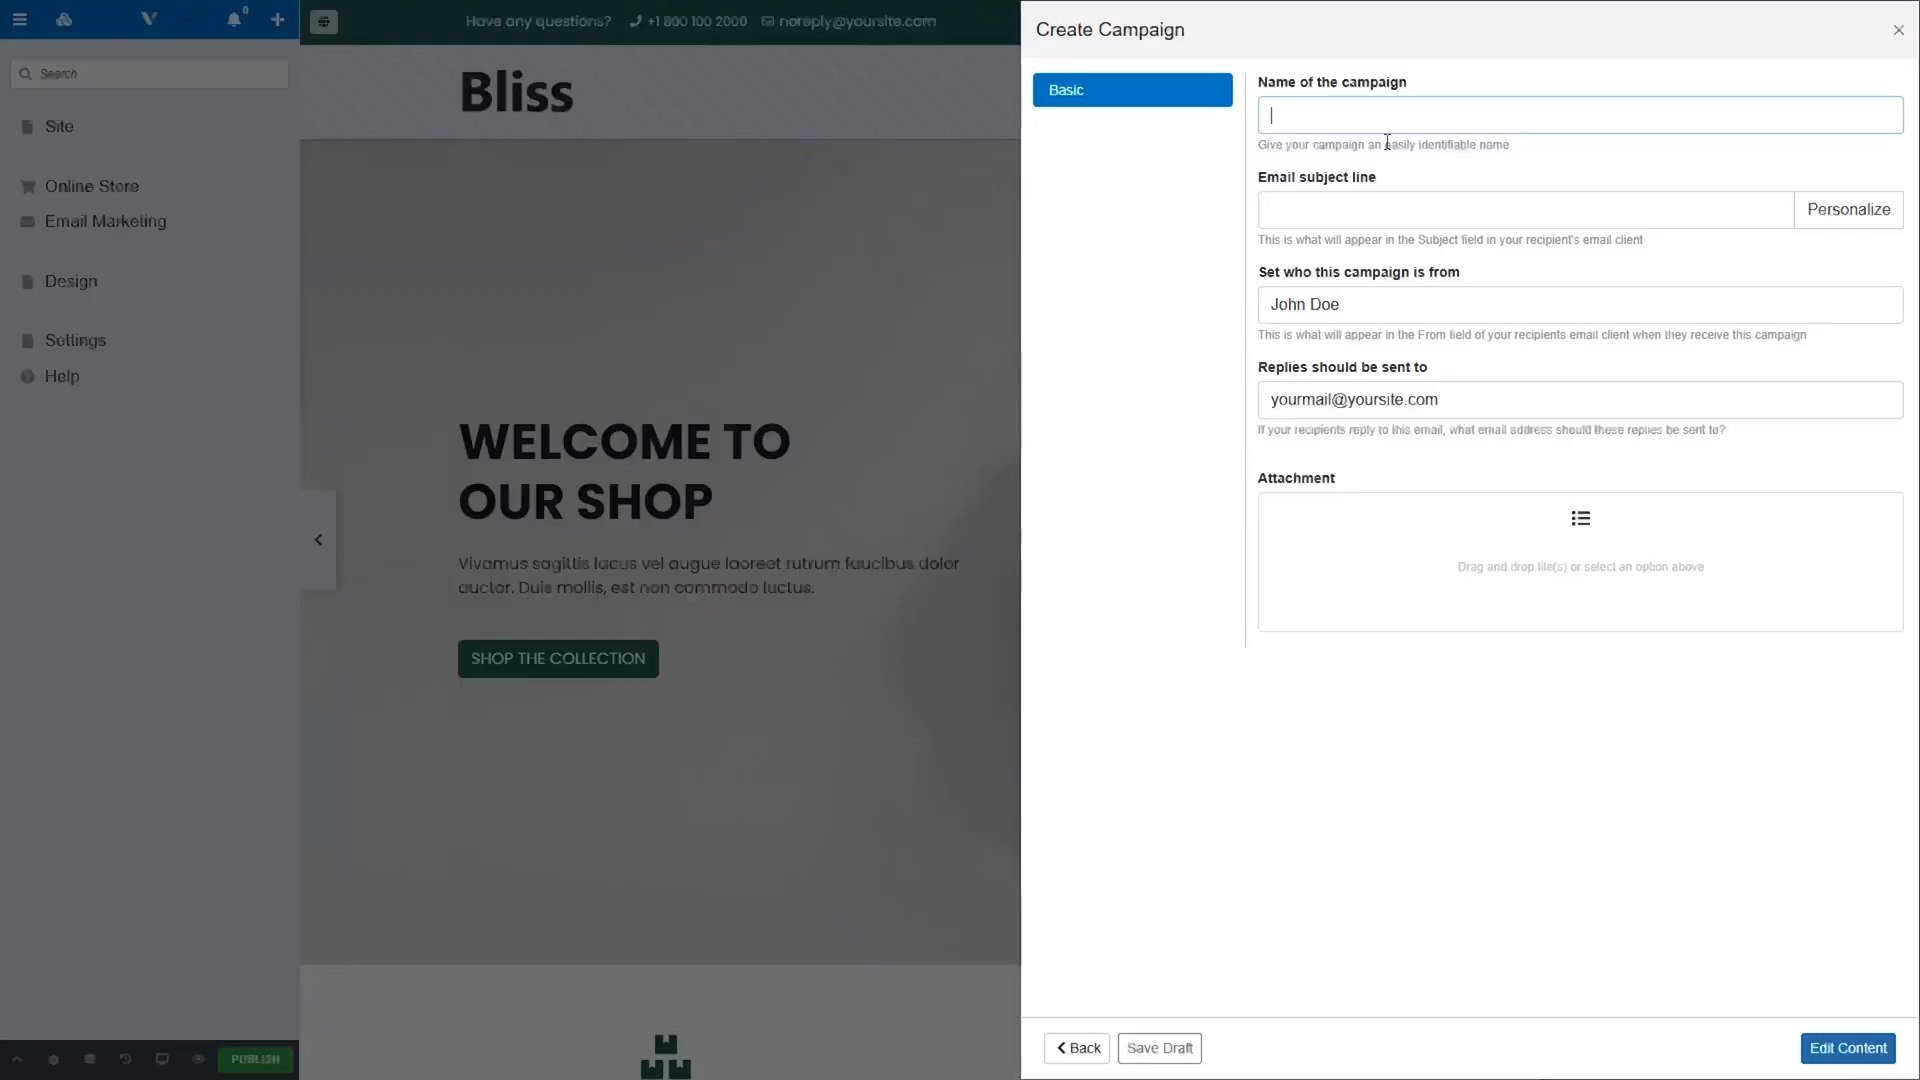 0
Search
Site
Online Store
Email Marketing
Design
Settings
Help
PUBLISH
Have any questions? +1 800 100 2000 noreply@yoursite.com
Bliss
WELCOME TO
OUR SHOP
Vivamus sagittis lacus vel augue laoreet rutrum faucibus dolor
auctor. Duis mollis, est non commodo luctus.
SHOP THE COLLECTION
Create Campaign
Basic
Name of the campaign
Give your campaign an easily identifiable name
Email subject line
Personalize
This is what will appear in the Subject field in your recipient's email client
Set who this campaign is from
John Doe
This is what will appear in the From field of your recipients email client when they receive this campaign
Replies should be sent to
yourmail@yoursite.com
If your recipients reply to this email, what email address should these replies be sent to?
Attachment
Drag and drop file(s) or select an option above
Back
Save Draft
Edit Content